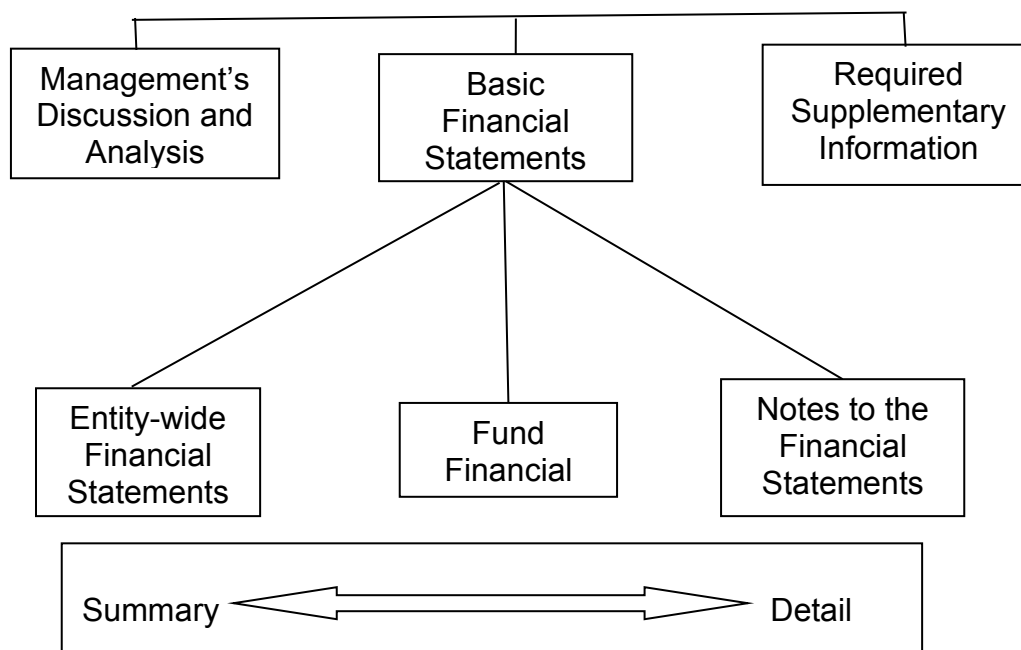 Management’s
Discussion and
Analysis
Basic
Financial
Statements
Required
Supplementary
Information
Entity-wide
Financial
Statements
Fund
Financial
Notes to the
Financial
Statements
Summary
Detail